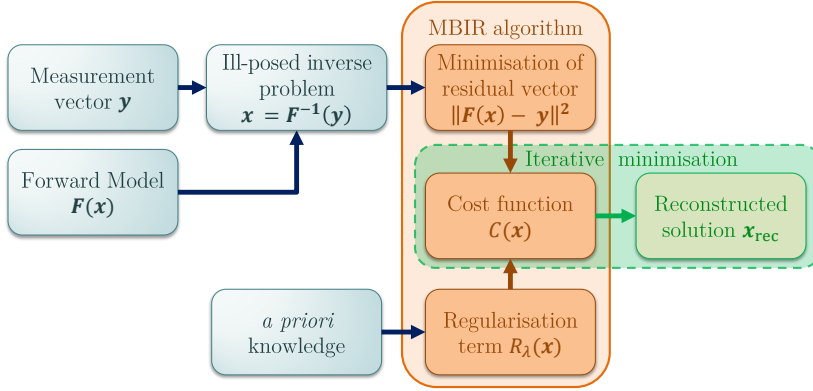 MBIR algorithm
Measurement
vector y
Ill-posed inverse
problem
x = F⁻¹(y)
Minimisation of
residual vector
‖F(x) − y‖²
Forward Model
F(x)
Iterative minimisation
Cost function
C(x)
Reconstructed
solution x_rec
a priori
knowledge
Regularisation
term R_λ(x)